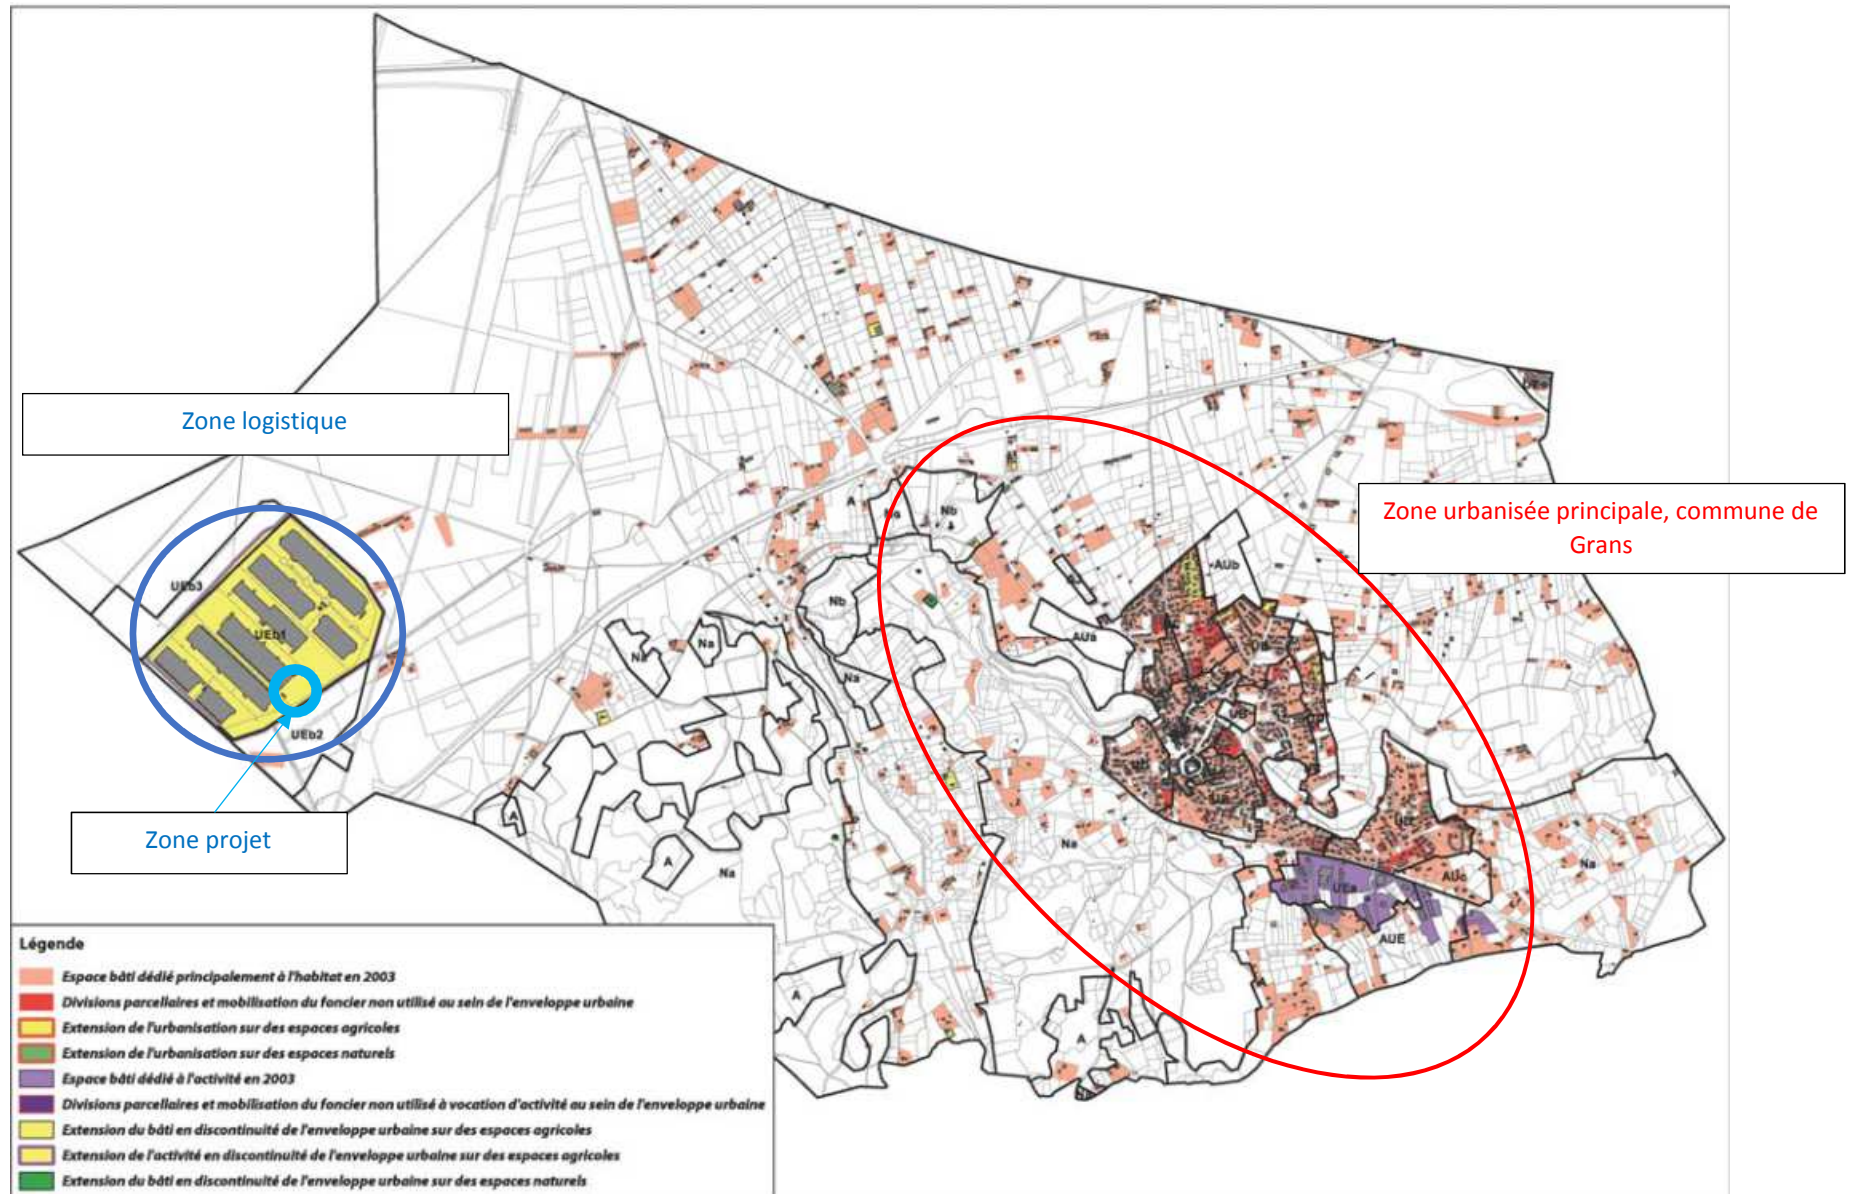 Zone logistique
Zone urbanisée principale, commune de
Grans
Zone projet
UEb3
UEb1
UEb2
A
Nb
Nb
Na
Na
AUa
AUb
UB
A
A
Na
Na
Na
AUc
UEa
AUE
A
A
Légende
Espace bâti dédié principalement à l'habitat en 2003
Divisions parcellaires et mobilisation du foncier non utilisé au sein de l'enveloppe urbaine
Extension de l'urbanisation sur des espaces agricoles
Extension de l'urbanisation sur des espaces naturels
Espace bâti dédié à l'activité en 2003
Divisions parcellaires et mobilisation du foncier non utilisé à vocation d'activité au sein de l'enveloppe urbaine
Extension du bâti en discontinuité de l'enveloppe urbaine sur des espaces agricoles
Extension de l'activité en discontinuité de l'enveloppe urbaine sur des espaces agricoles
Extension du bâti en discontinuité de l'enveloppe urbaine sur des espaces naturels